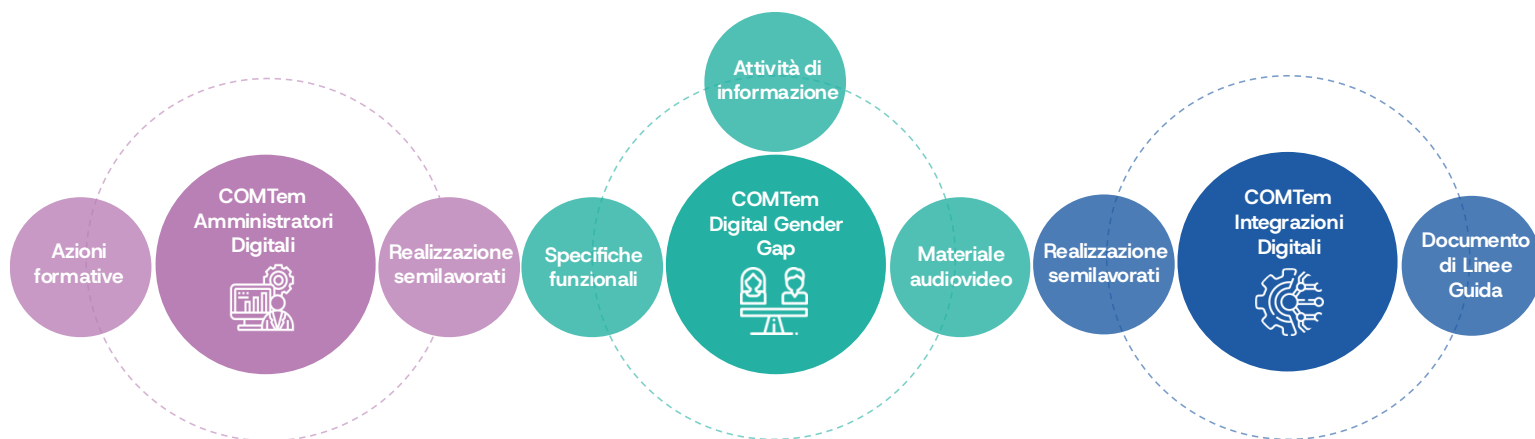 Azioni
formative
COMTem
Amministratori
Digitali
Realizzazione
semilavorati
Specifiche
funzionali
Attività di
informazione
COMTem
Digital Gender
Gap
Materiale
audiovideo
Realizzazione
semilavorati
COMTem
Integrazioni
Digitali
Documento
di Linee
Guida